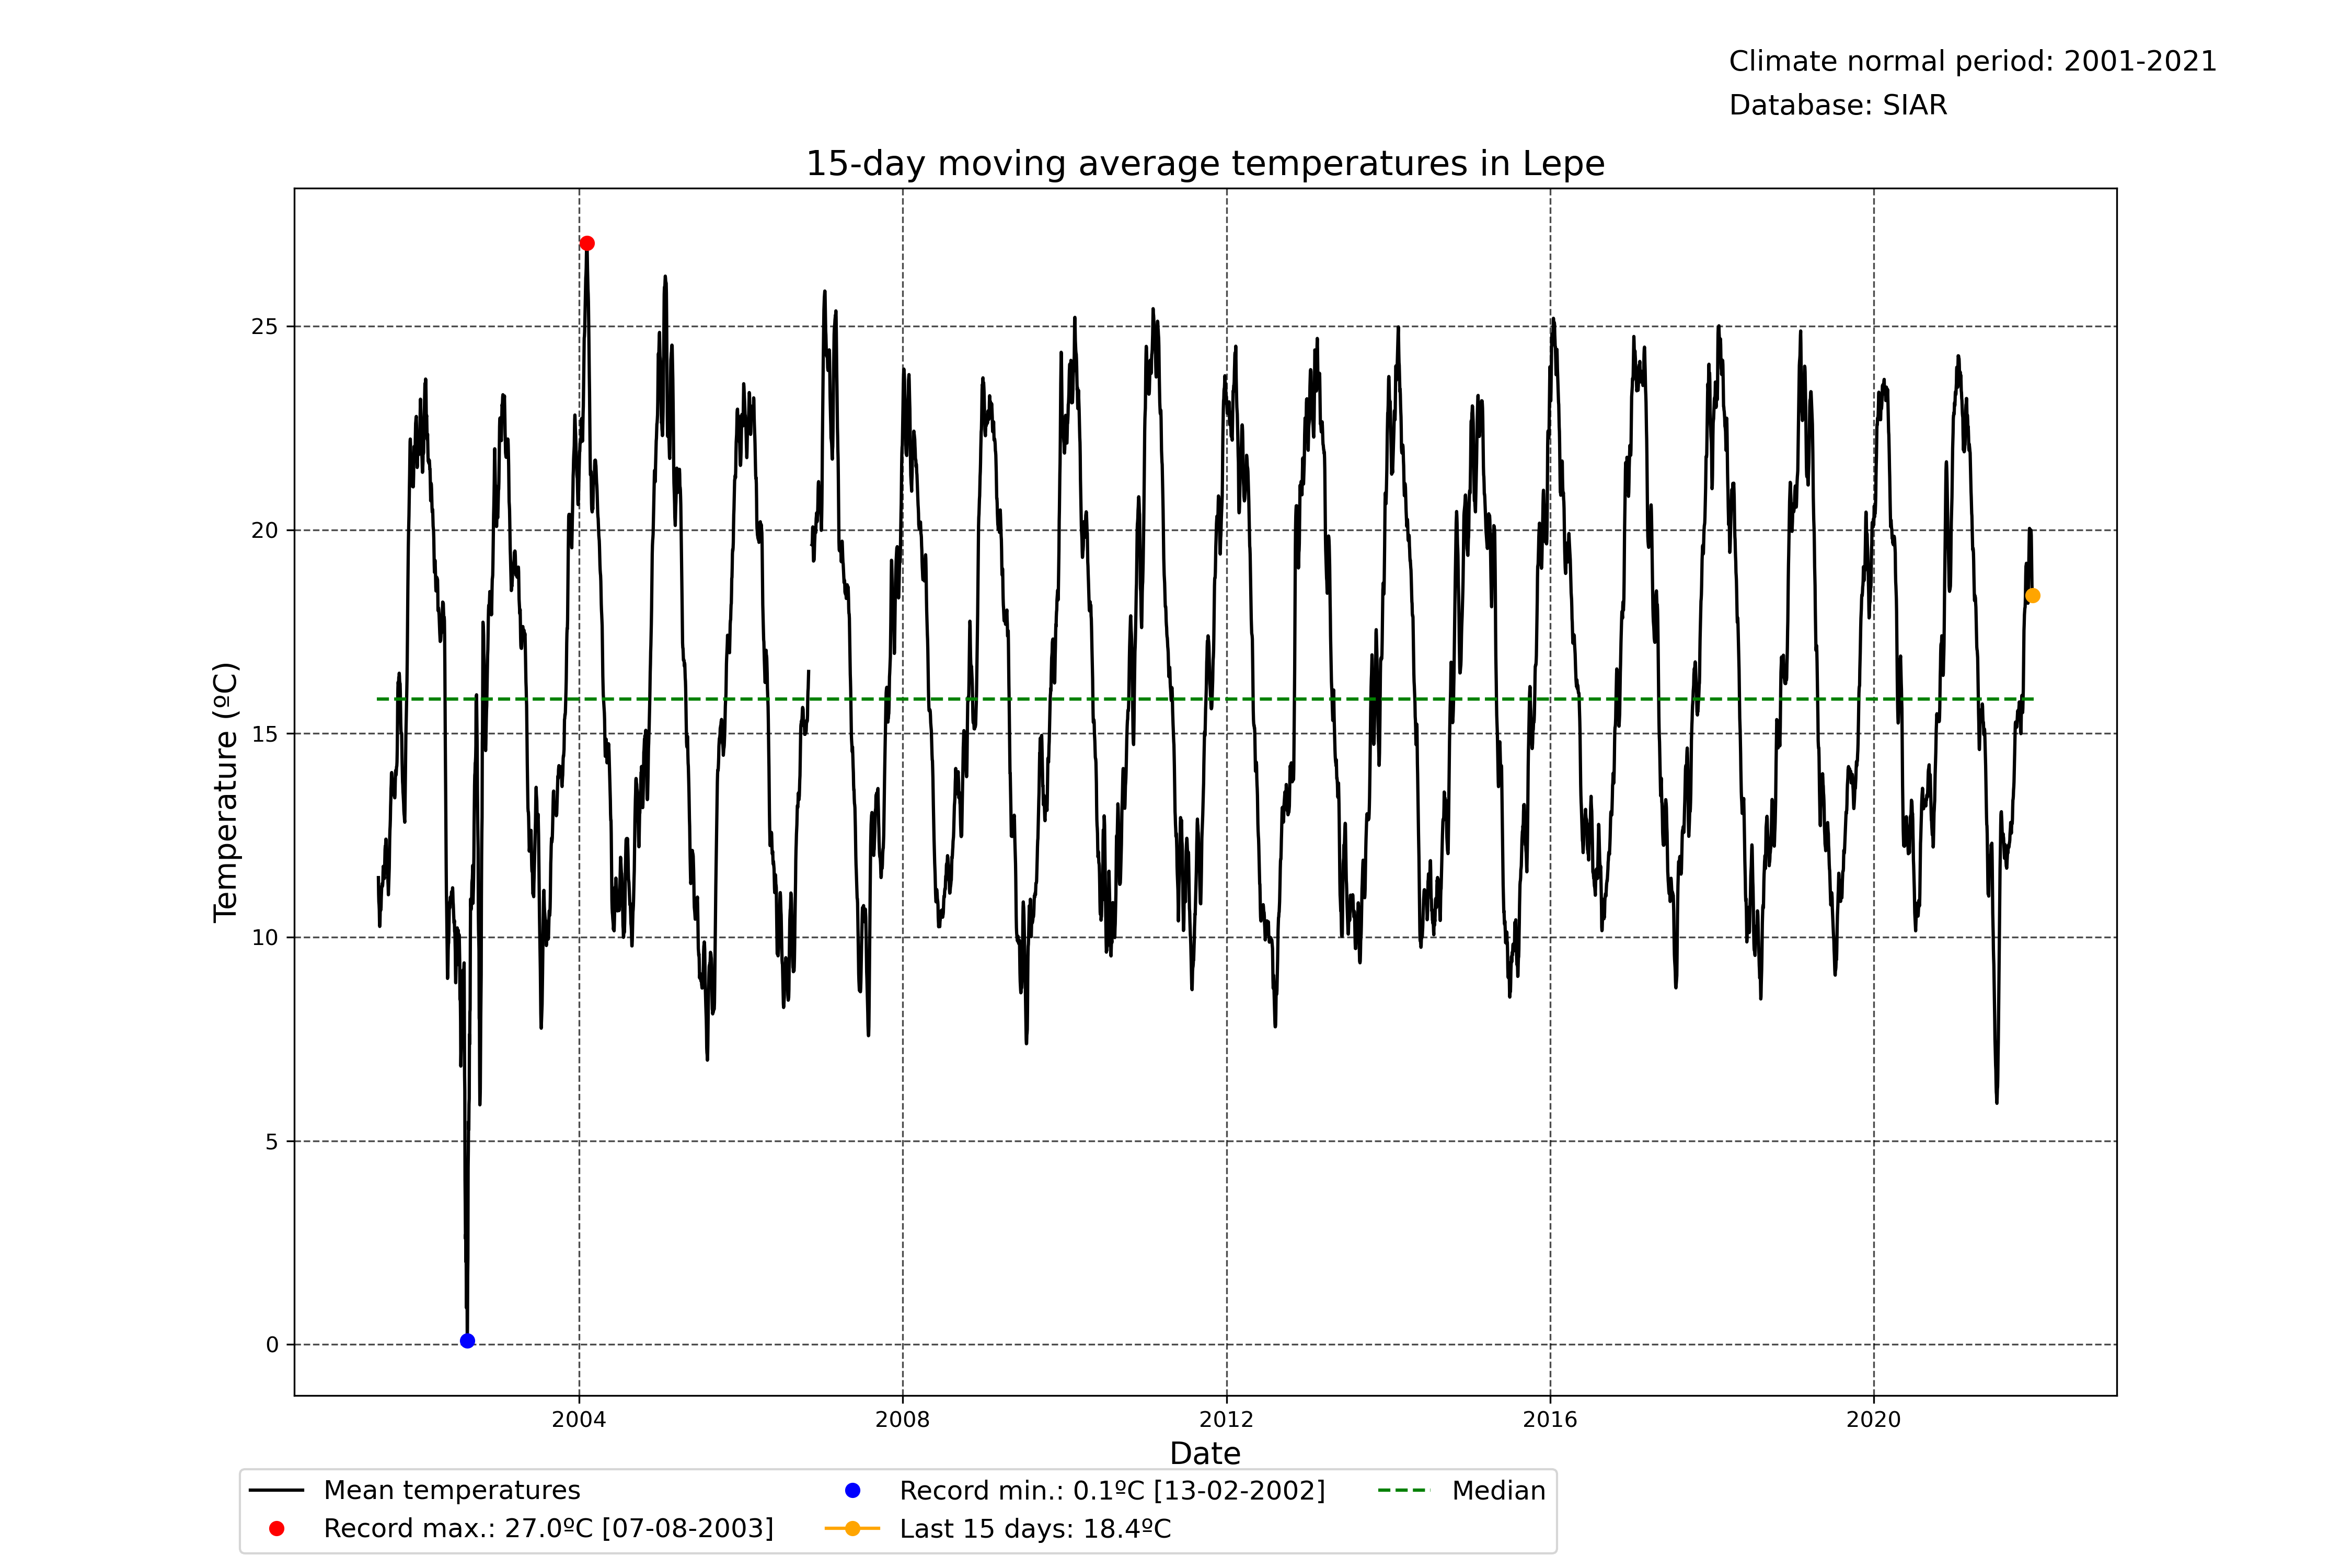 Climate normal period: 2001-2021
Database: SIAR
15-day moving average temperatures in Lepe
25
20
15
10
5
0
Temperature (ºC)
2004 2008 2012 2016 2020
Date
Mean temperatures
Record max.: 27.0ºC [07-08-2003]
Record min.: 0.1ºC [13-02-2002]
Last 15 days: 18.4ºC
Median